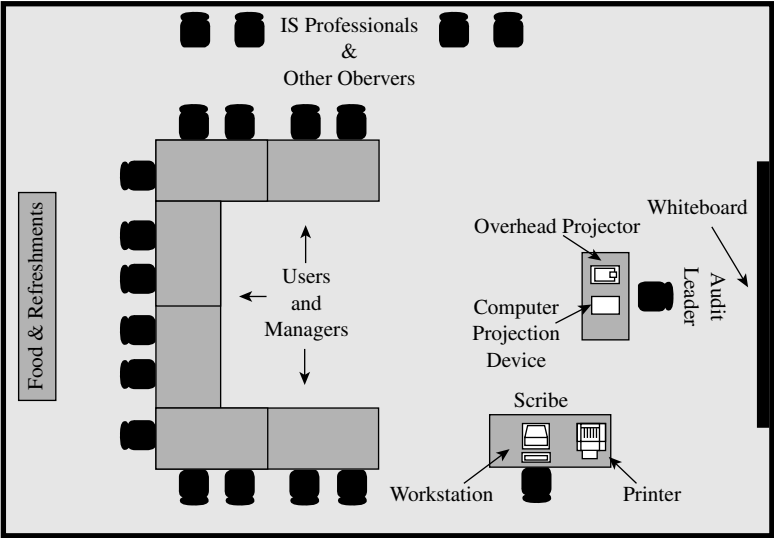 IS Professionals
&
Other Obervers
Food & Refreshments
Users
and
Managers
Whiteboard
Overhead Projector
Audit
Leader
Computer
Projection
Device
Scribe
Workstation
Printer